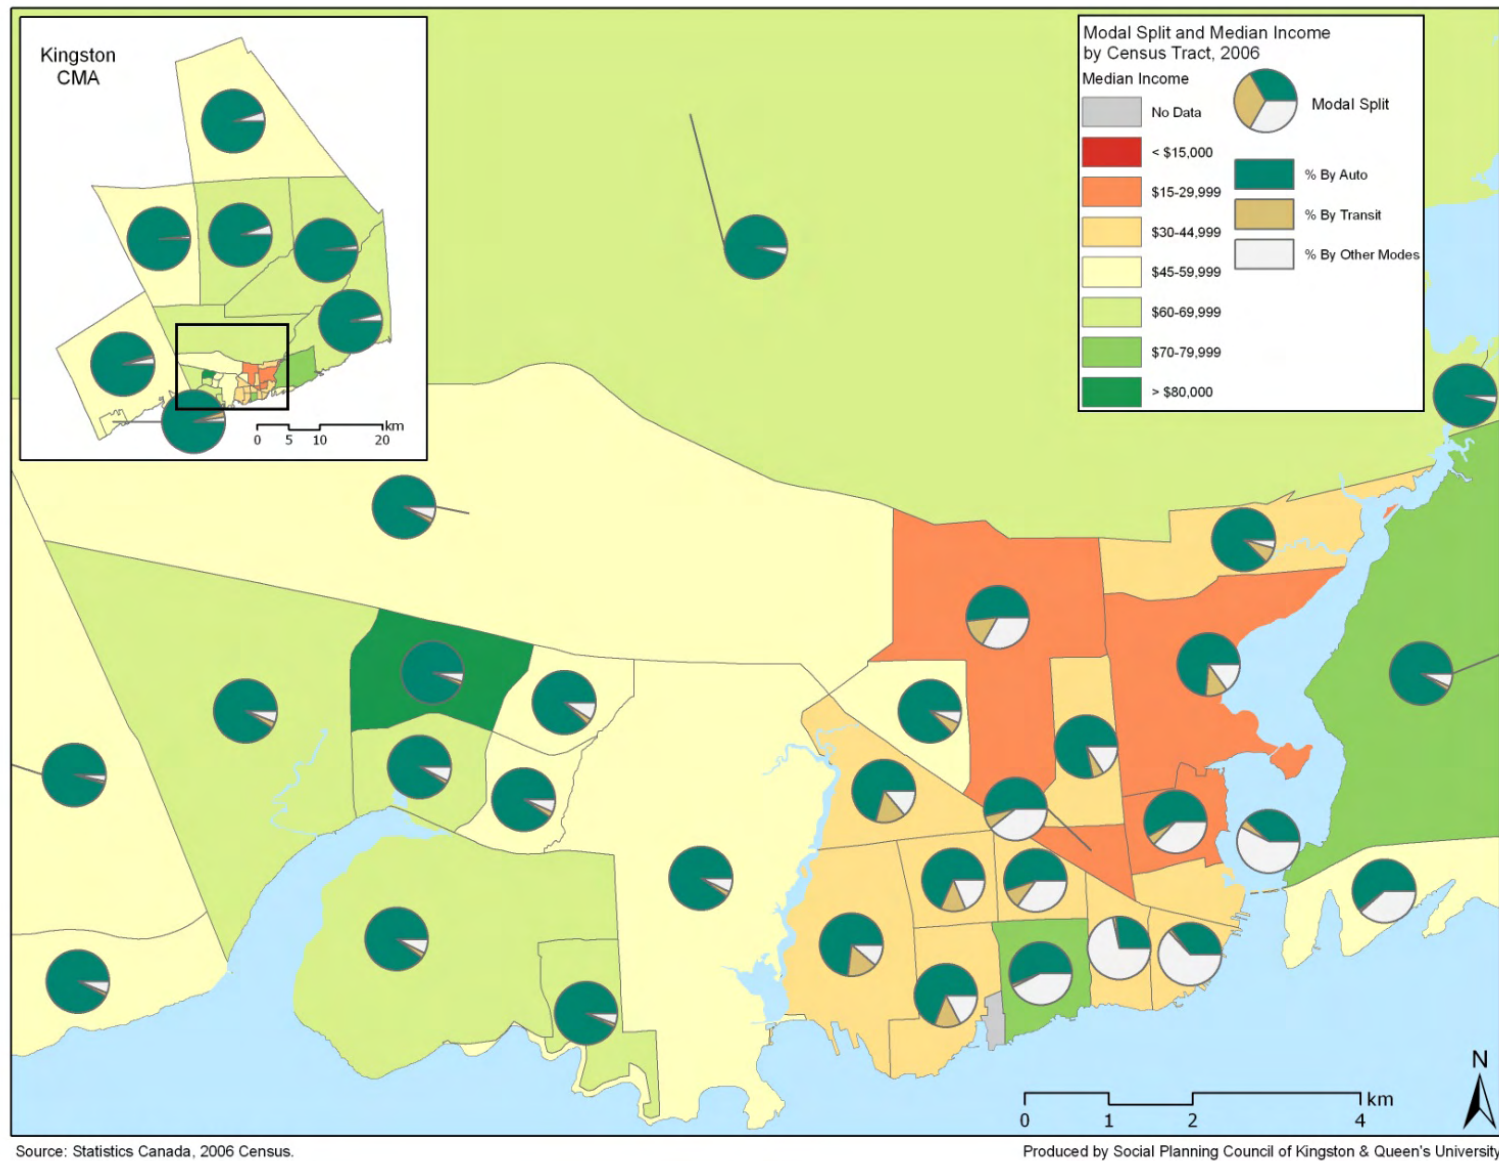 Kingston
CMA
km
0 5 10 20
Modal Split and Median Income
by Census Tract, 2006
Median Income
No Data
< $15,000
$15-29,999
$30-44,999
$45-59,999
$60-69,999
$70-79,999
> $80,000
Modal Split
% By Auto
% By Transit
% By Other Modes
N
km
0 1 2 4
Source: Statistics Canada, 2006 Census.
Produced by Social Planning Council of Kingston & Queen's University